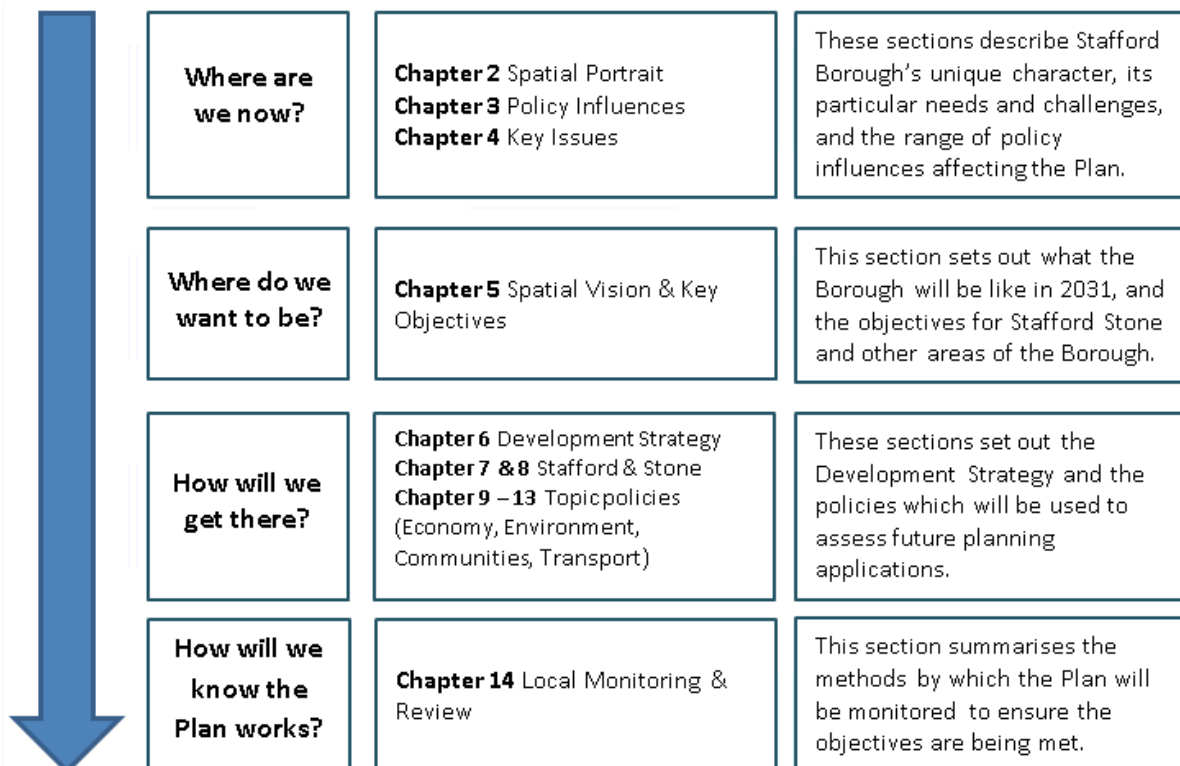 Where are
we now?
Chapter 2 Spatial Portrait
Chapter 3 Policy Influences
Chapter 4 Key Issues
These sections describe Stafford
Borough's unique character, its
particular needs and challenges,
and the range of policy
influences affecting the Plan.
Where do we
want to be?
Chapter 5 Spatial Vision & Key
Objectives
This section sets out what the
Borough will be like in 2031, and
the objectives for Stafford Stone
and other areas of the Borough.
How will we
get there?
Chapter 6 Development Strategy
Chapter 7 & 8 Stafford & Stone
Chapter 9 – 13 Topic policies
(Economy, Environment,
Communities, Transport)
These sections set out the
Development Strategy and the
policies which will be used to
assess future planning
applications.
How will we
know the
Plan works?
Chapter 14 Local Monitoring &
Review
This section summarises the
methods by which the Plan will
be monitored to ensure the
objectives are being met.